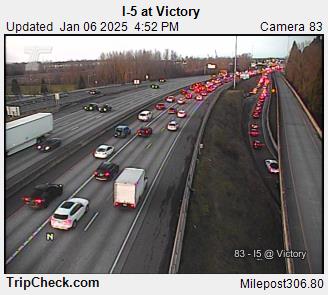 I-5 at Victory
Updated Jan 06 2025 4:52 PM
Camera 83
N
83 - I5 @ Victory
TripCheck.com
Milepost306.80